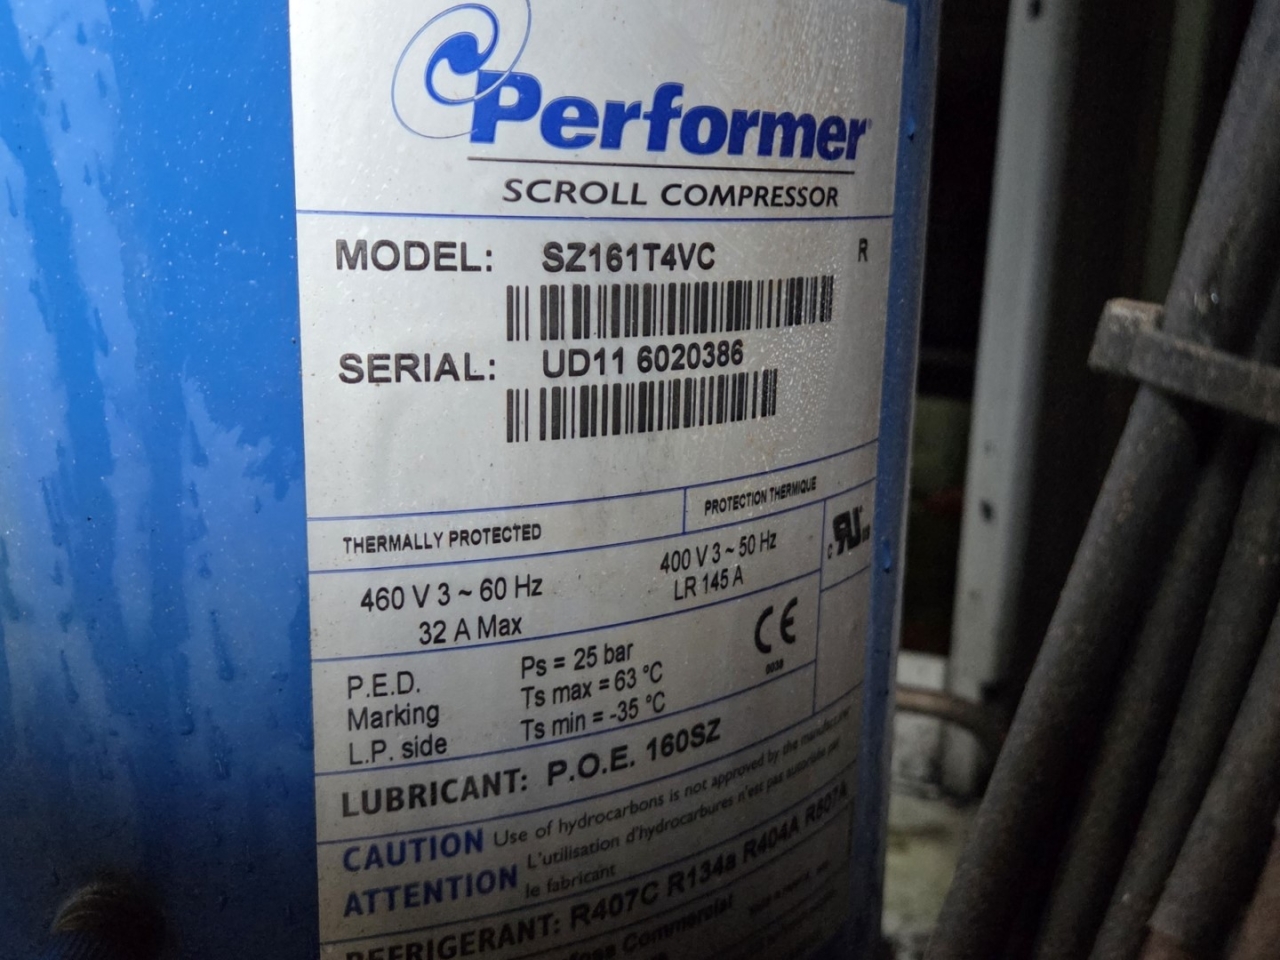 Performer®
SCROLL COMPRESSOR
MODEL: SZ161T4VC R
SERIAL: UD11 6020386
THERMALLY PROTECTED PROTECTION THERMIQUE
460 V 3 ~ 60 Hz 400 V 3 ~ 50 Hz
32 A Max LR 145 A
P.E.D. Ps = 25 bar CE
Marking Ts max = 63 °C 0038
L.P. side Ts min = -35 °C
LUBRICANT: P.O.E. 160SZ
CAUTION Use of hydrocarbons is not approved by the manufacturer
ATTENTION L'utilisation d'hydrocarbures n'est pas autorisée par
le fabricant
REFRIGERANT: R407C R134a R404A R507A
Commercial